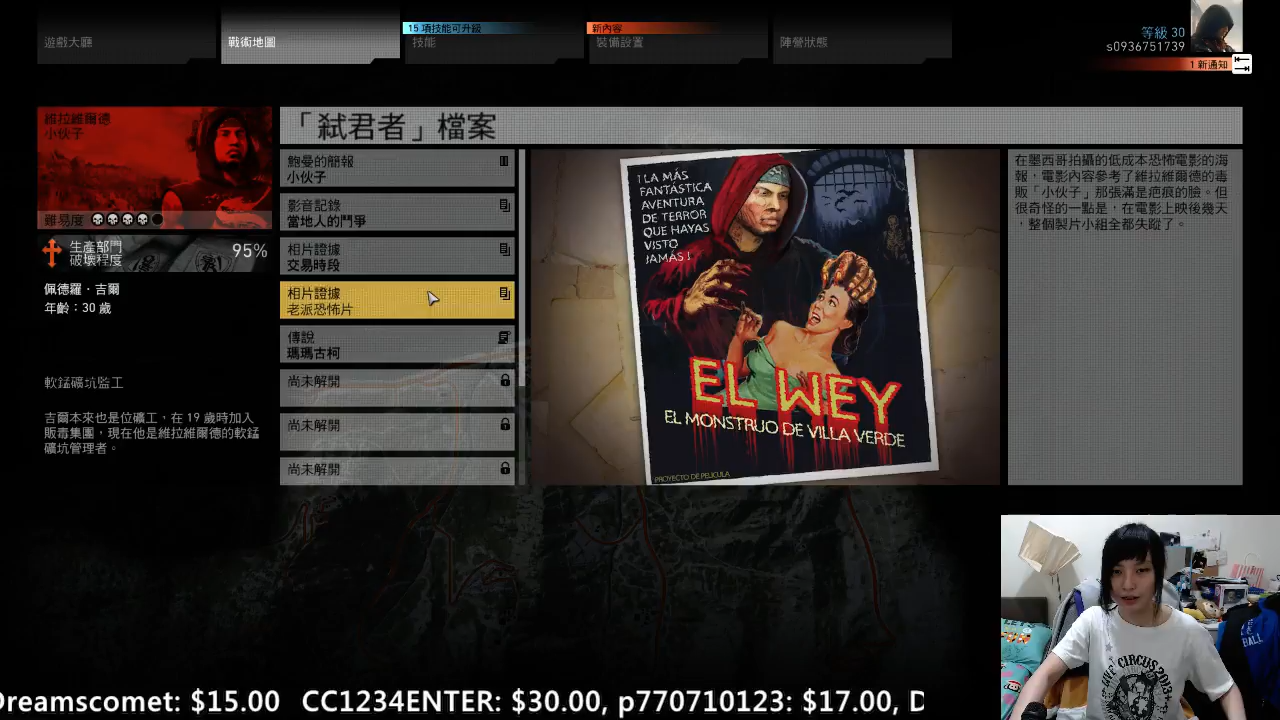 15 項技能可升級
新內容
遊戲大廳
戰術地圖
技能
裝備設置
陣營狀態
等級 30
s0936751739
1 新通知
維拉維爾德
小伙子
難易度
生產部門
破壞程度
95%
佩德羅．吉爾
年齡：30 歲
軟錳礦坑監工
吉爾本來也是位礦工，在 19 歲時加入
販毒集團，現在他是維拉維爾德的軟錳
礦坑管理者。
「弒君者」檔案
鮑曼的簡報
小伙子
影音記錄
當地人的鬥爭
相片證據
交易時段
相片證據
老派恐怖片
傳說
瑪瑪古柯
尚未解開
尚未解開
尚未解開
¡ LA MÁS
FANTÁSTICA
AVENTURA
DE TERROR
QUE HAYAS
VISTO
JAMÁS !
EL WEY
EL MONSTRUO DE VILLA VERDE
PROYECTO DE PELICULA
在墨西哥拍攝的低成本恐怖電影的海
報，電影內容參考了維拉維爾德的毒
販「小伙子」那張滿是疤痕的臉。但
很奇怪的一點是，在電影上映後幾天
，整個製片小組全都失蹤了。
CIRCUS
BALL
Dreamscomet: $15.00 CC1234ENTER: $30.00, p770710123: $17.00, D